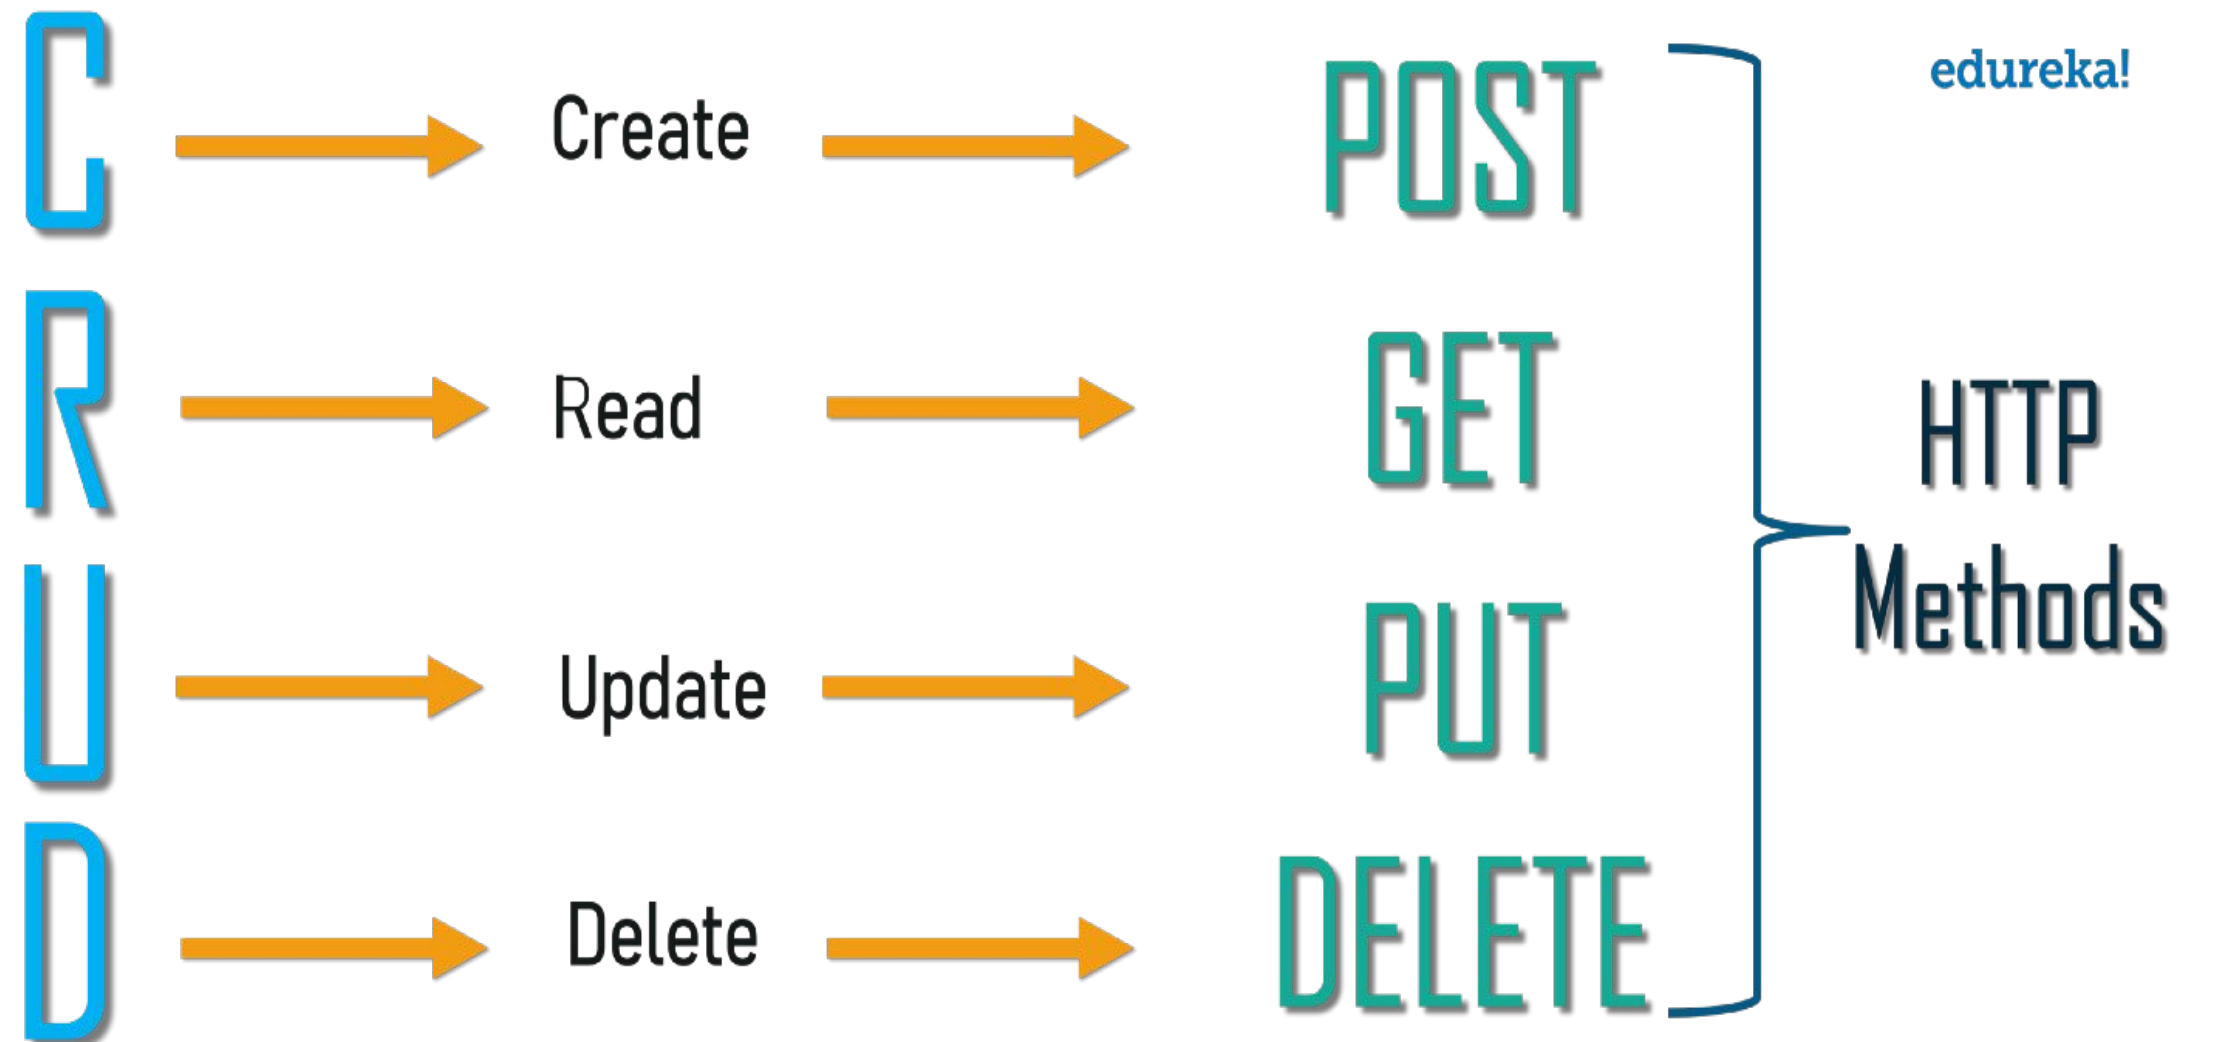 edureka!
C Create POST
R Read GET
U Update PUT
D Delete DELETE
HTTP
Methods